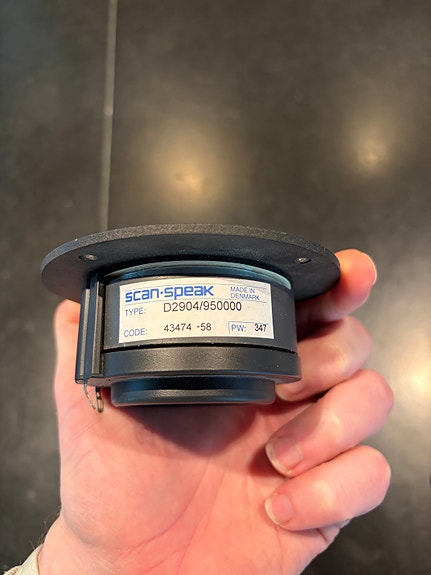 scan-speak MADE IN
DENMARK
TYPE: D2904/950000
CODE: 43474 -58 PW: 347